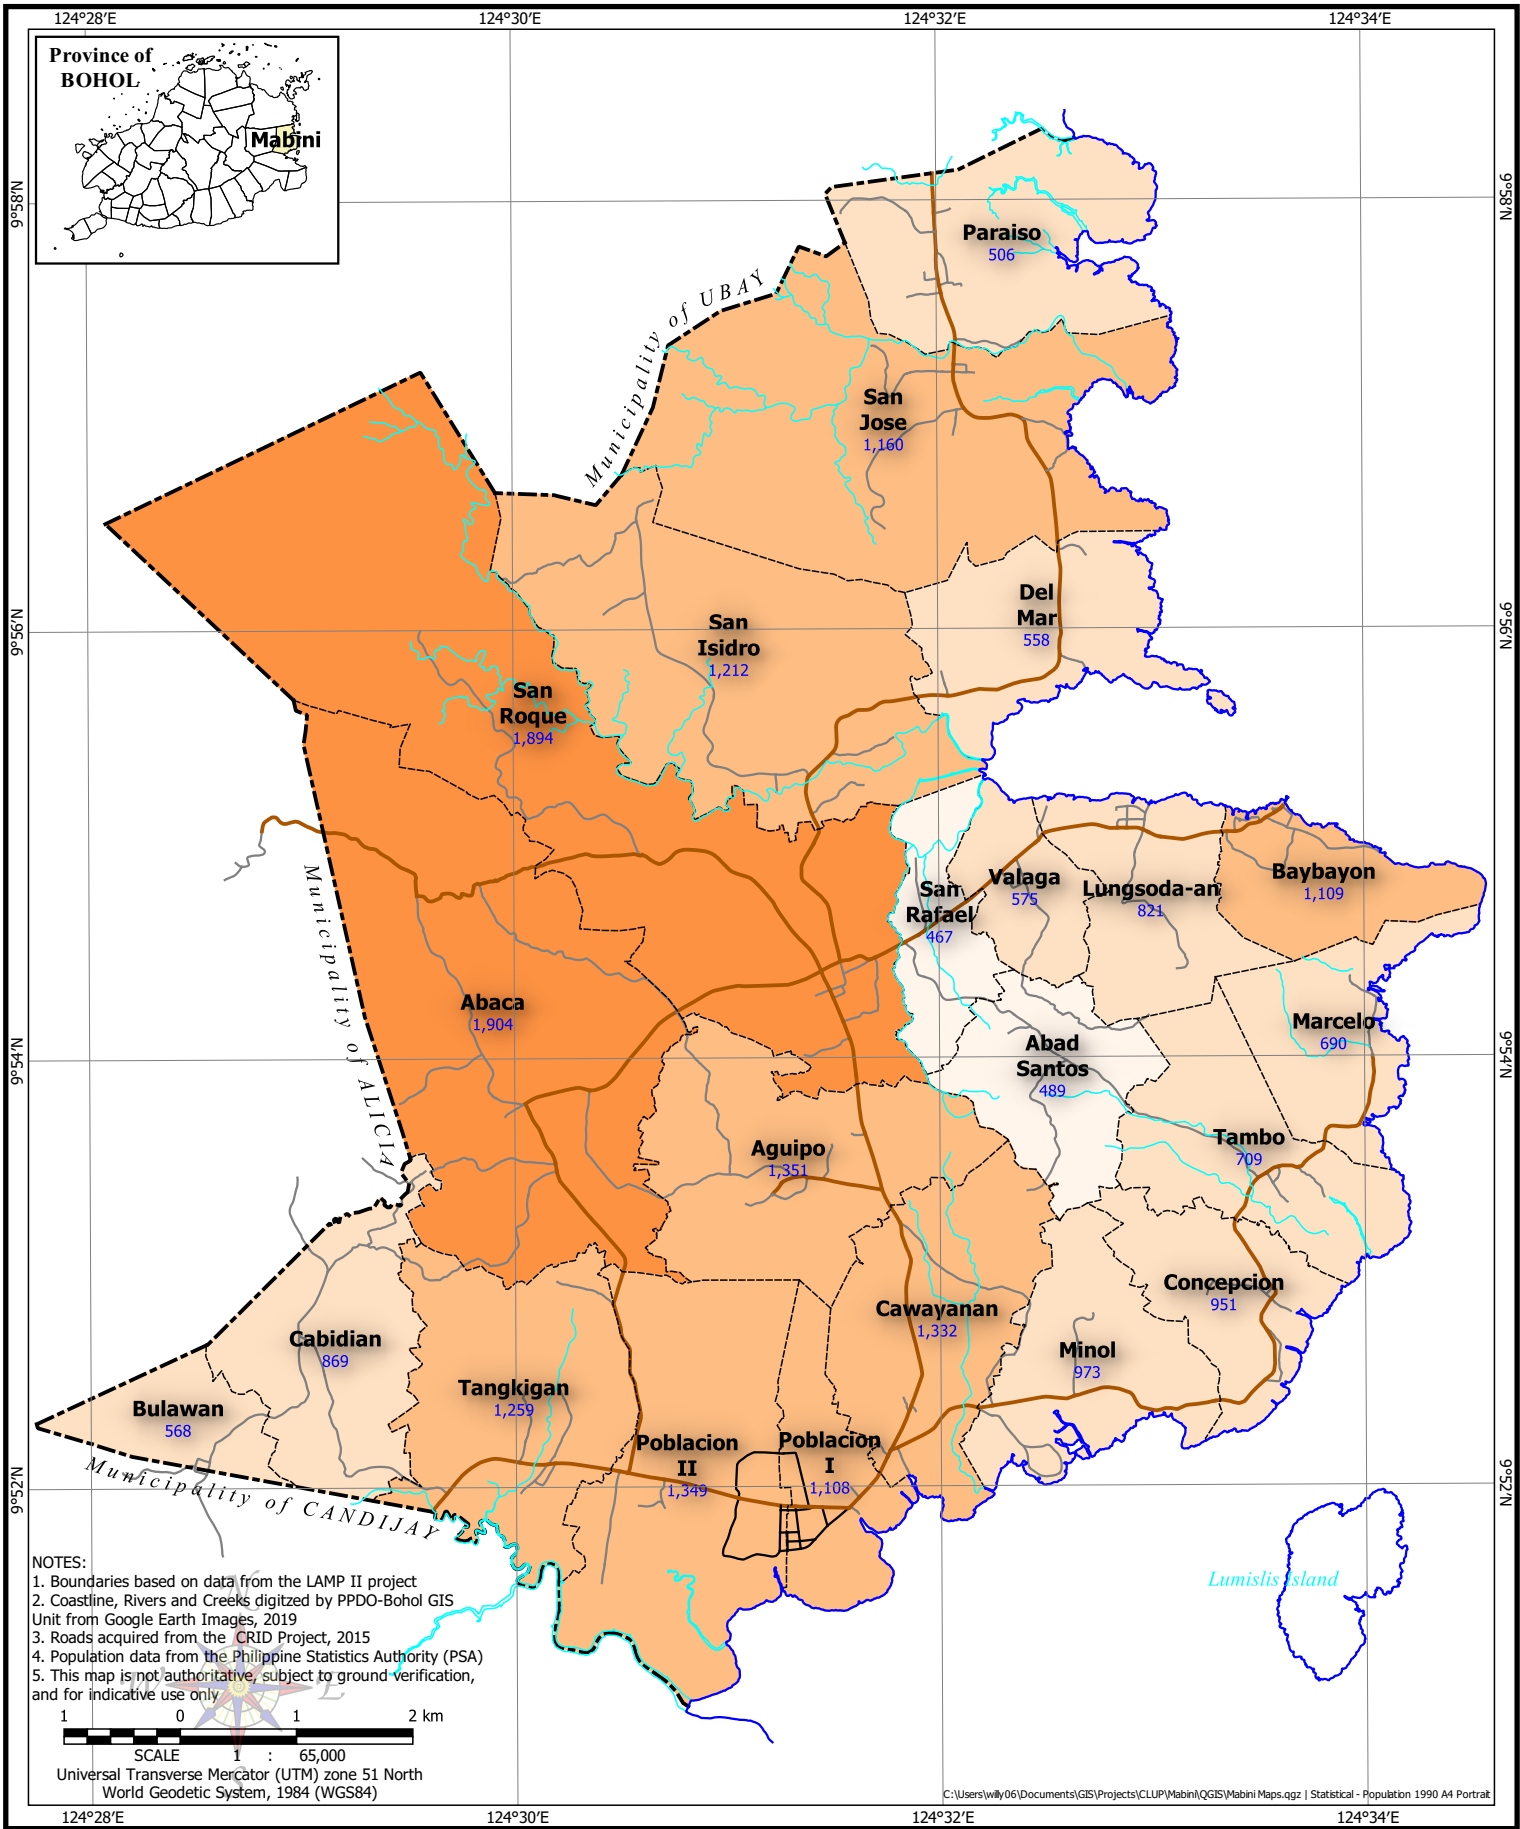 124°28′E 124°30′E 124°32′E 124°34′E
Province of
BOHOL
Mabini
9°58′N
9°58′N
Paraiso
506
Municipality of UBAY
San
Jose
1,160
Del
Mar
558
9°56′N
9°56′N
San
Isidro
1,212
San
Roque
1,894
Municipality of ALICIA
San
Rafael
467
Valaga
575
Lungsoda-an
821
Baybayon
1,109
Abaca
1,904
Marcelo
690
Abad
Santos
489
9°54′N
9°54′N
Aguipo
1,351
Tambo
709
Concepcion
951
Cawayanan
1,332
Minol
973
Cabidian
869
Tangkigan
1,259
Bulawan
568
Poblacion
II
1,349
Poblacion
I
1,108
9°52′N
9°52′N
Municipality of CANDIJAY
Lumislis Island
NOTES:
1. Boundaries based on data from the LAMP II project
2. Coastline, Rivers and Creeks digitzed by PPDO-Bohol GIS
Unit from Google Earth Images, 2019
3. Roads acquired from the CRID Project, 2015
4. Population data from the Philippine Statistics Authority (PSA)
5. This map is not authoritative, subject to ground verification,
and for indicative use only
N
W E
S
1 0 1 2 km
SCALE 1 : 65,000
Universal Transverse Mercator (UTM) zone 51 North
World Geodetic System, 1984 (WGS84)
C:\Users\willy06\Documents\GIS\Projects\CLUP\Mabini\QGIS\Mabini Maps.qgz | Statistical - Population 1990 A4 Portrait
124°28′E 124°30′E 124°32′E 124°34′E